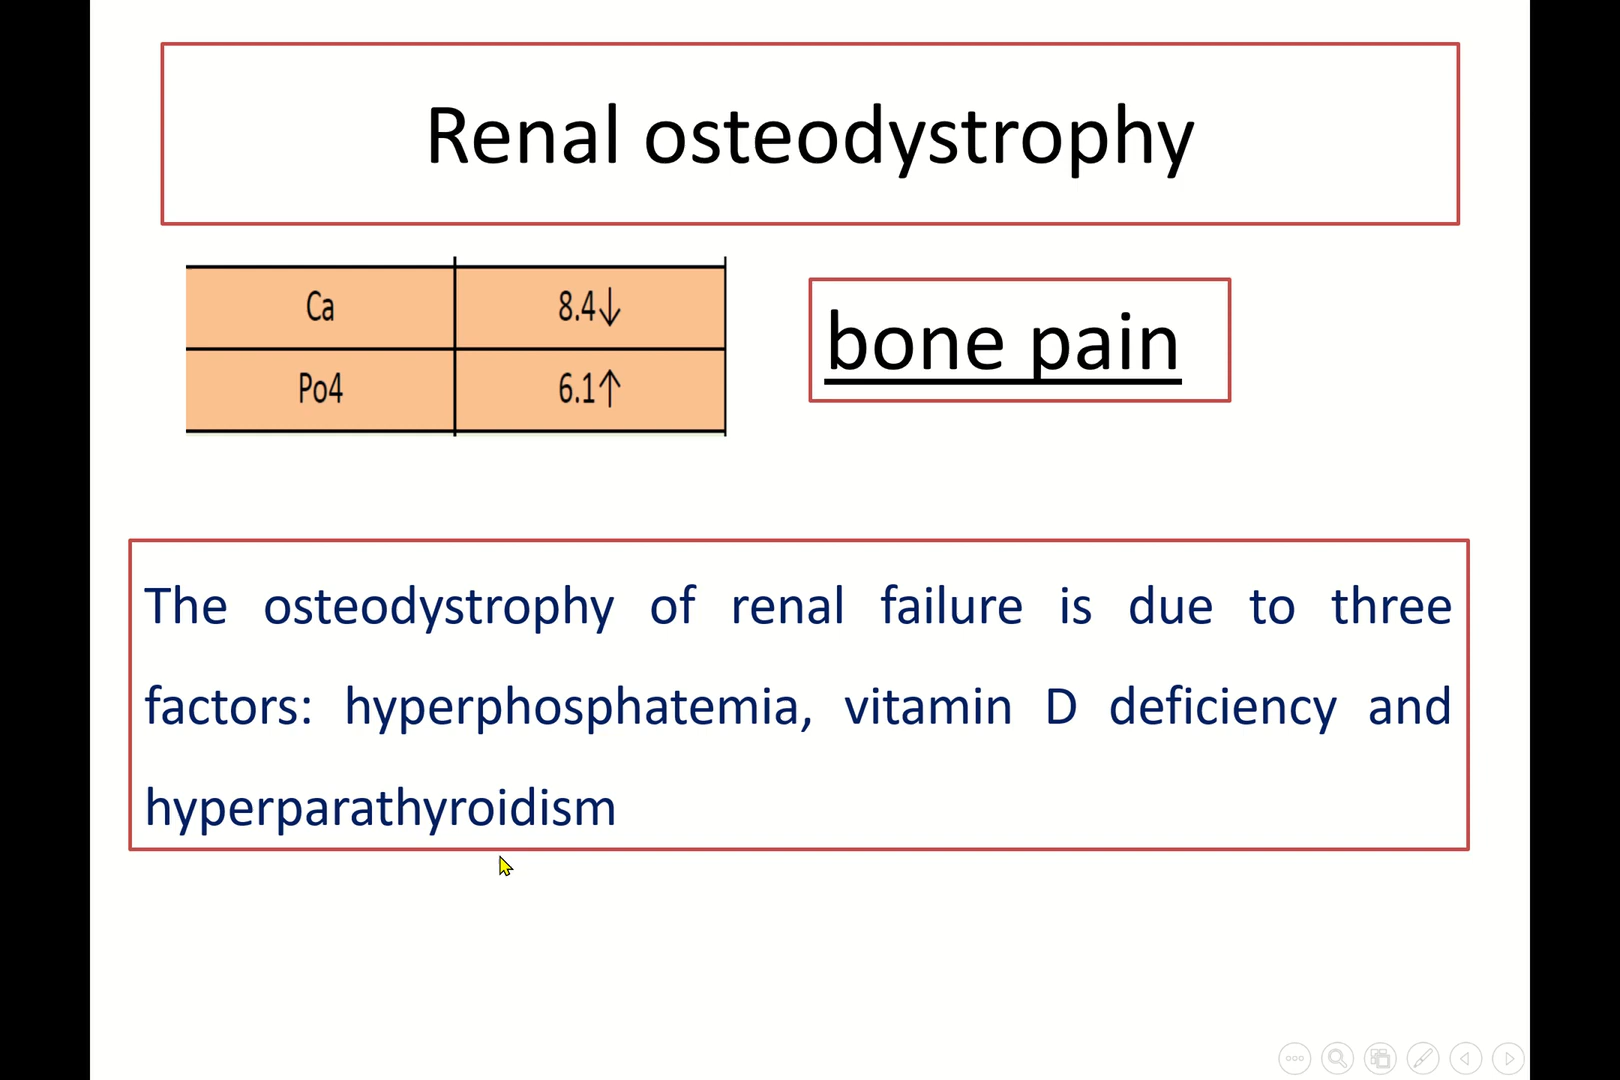 Renal osteodystrophy
Ca 8.4↓
Po4 6.1↑
bone pain
The osteodystrophy of renal failure is due to three
factors: hyperphosphatemia, vitamin D deficiency and
hyperparathyroidism